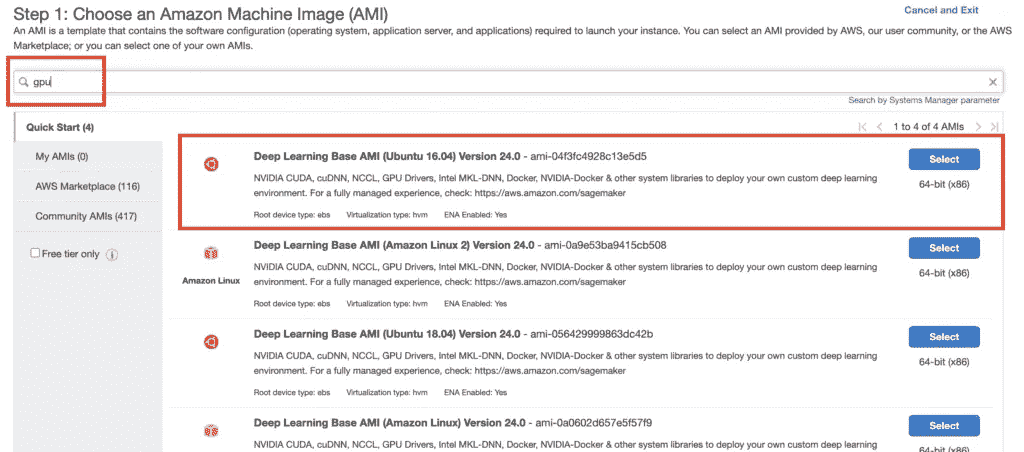 Step 1: Choose an Amazon Machine Image (AMI)
Cancel and Exit
An AMI is a template that contains the software configuration (operating system, application server, and applications) required to launch your instance. You can select an AMI provided by AWS, our user community, or the AWS
Marketplace; or you can select one of your own AMIs.
gpu
Search by Systems Manager parameter
Quick Start (4)
1 to 4 of 4 AMIs
My AMIs (0)
AWS Marketplace (116)
Community AMIs (417)
Free tier only
Deep Learning Base AMI (Ubuntu 16.04) Version 24.0 - ami-04f3fc4928c13e5d5
Select
NVIDIA CUDA, cuDNN, NCCL, GPU Drivers, Intel MKL-DNN, Docker, NVIDIA-Docker & other system libraries to deploy your own custom deep learning
64-bit (x86)
environment. For a fully managed experience, check: https://aws.amazon.com/sagemaker
Root device type: ebs Virtualization type: hvm ENA Enabled: Yes
Deep Learning Base AMI (Amazon Linux 2) Version 24.0 - ami-0a9e53ba9415cb508
Select
Amazon Linux
NVIDIA CUDA, cuDNN, NCCL, GPU Drivers, Intel MKL-DNN, Docker, NVIDIA-Docker & other system libraries to deploy your own custom deep learning
64-bit (x86)
environment. For a fully managed experience, check: https://aws.amazon.com/sagemaker
Root device type: ebs Virtualization type: hvm ENA Enabled: Yes
Deep Learning Base AMI (Ubuntu 18.04) Version 24.0 - ami-056429999863dc42b
Select
NVIDIA CUDA, cuDNN, NCCL, GPU Drivers, Intel MKL-DNN, Docker, NVIDIA-Docker & other system libraries to deploy your own custom deep learning
64-bit (x86)
environment. For a fully managed experience, check: https://aws.amazon.com/sagemaker
Root device type: ebs Virtualization type: hvm ENA Enabled: Yes
Deep Learning Base AMI (Amazon Linux) Version 24.0 - ami-0a0602d657e5f57f9
Select
NVIDIA CUDA, cuDNN, NCCL, GPU Drivers, Intel MKL-DNN, Docker, NVIDIA-Docker & other system libraries to deploy your own custom deep learning
64-bit (x86)